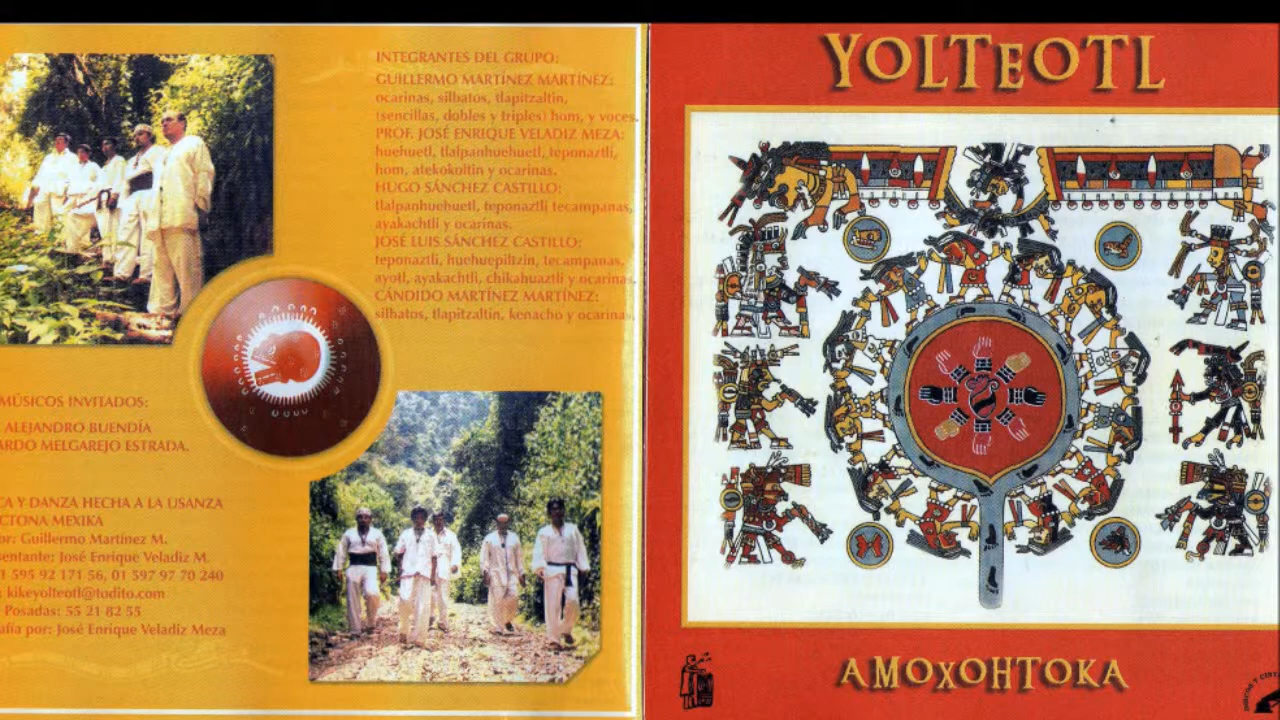 INTEGRANTES DEL GRUPO:
GUILLERMO MARTÍNEZ MARTÍNEZ:
ocarinas, silbatos, tlapitzaltin,
(sencillas, dobles y triples) hom, y voces.
PROF. JOSÉ ENRIQUE VELADIZ MEZA:
huehuetl, tlalpanhuehuetl, teponaztli,
hom, atekokoltin y ocarinas.
HUGO SÁNCHEZ CASTILLO:
tlalpanhuehuetl, teponaztli tecampanas,
ayakachtli y ocarinas.
JOSÉ LUIS SÁNCHEZ CASTILLO:
teponaztli, huehuepiltzin, tecampanas,
ayotl, ayakachtli, chikahuaztli y ocarinas
CÁNDIDO MARTÍNEZ MARTÍNEZ:
silbatos, tlapitzaltin, kenacho y ocarinas
MÚSICOS INVITADOS:
ALEJANDRO BUENDÍA
ARDO MELGAREJO ESTRADA.
CA Y DANZA HECHA A LA USANZA
CTONA MEXIKA
or: Guillermo Martínez M.
sentante: José Enrique Veladiz M.
1 595 92 171 56, 01 597 97 70 240
: kikeyolteotl@todito.com
Posadas: 55 21 82 55
afía por: José Enrique Veladiz Meza
YOLTEOTL
AMOXOHTOKA
DISCOS Y CINT